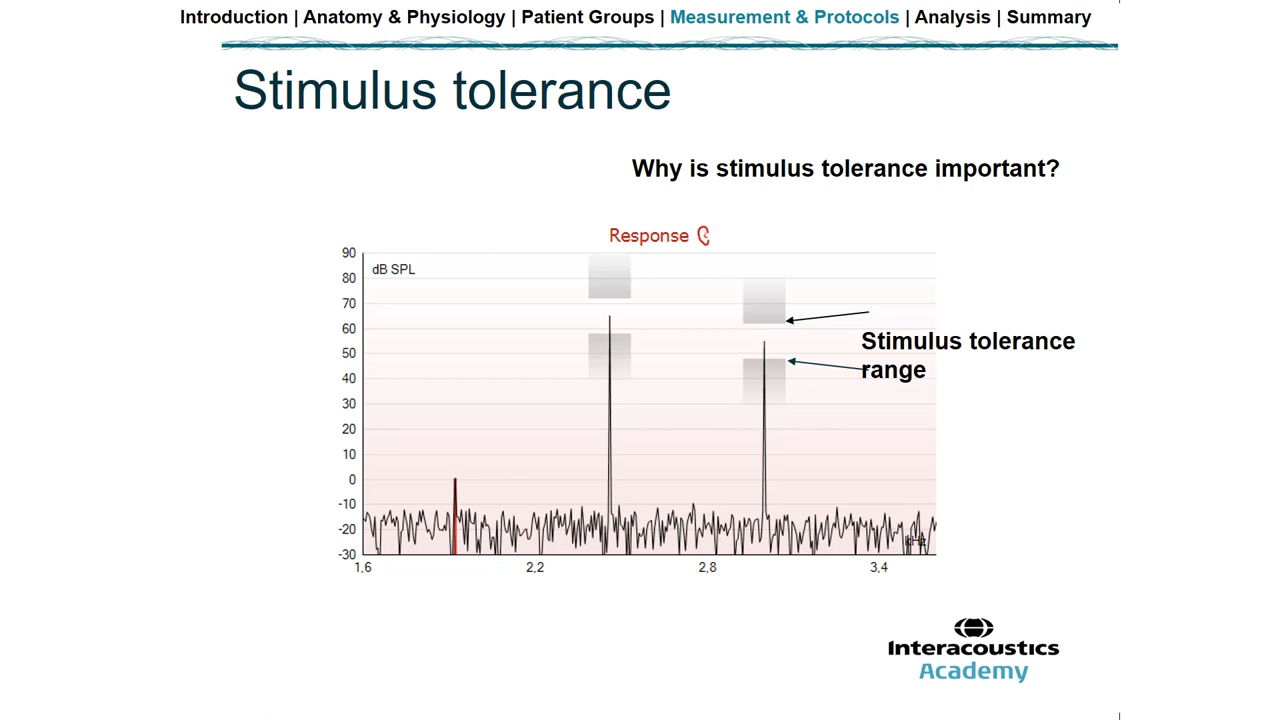 Introduction | Anatomy & Physiology | Patient Groups | Measurement & Protocols | Analysis | Summary
Stimulus tolerance
Why is stimulus tolerance important?
Response
90
dB SPL
80
70
60
50
40
30
20
10
0
-10
-20
-30
Stimulus tolerance
range
kHz
1,6 2,2 2,8 3,4
Interacoustics
Academy